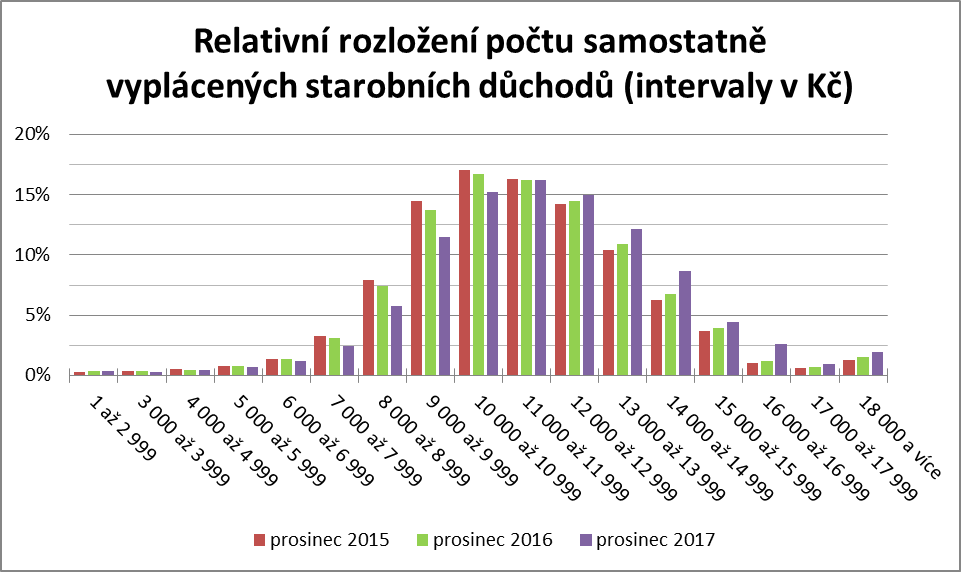 Relativní rozložení počtu samostatně
vyplácených starobních důchodů (intervaly v Kč)
20%
15%
10%
5%
0%
1 až 2 999
3 000 až 3 999
4 000 až 4 999
5 000 až 5 999
6 000 až 6 999
7 000 až 7 999
8 000 až 8 999
9 000 až 9 999
10 000 až 10 999
11 000 až 11 999
12 000 až 12 999
13 000 až 13 999
14 000 až 14 999
15 000 až 15 999
16 000 až 16 999
17 000 až 17 999
18 000 a více
prosinec 2015
prosinec 2016
prosinec 2017